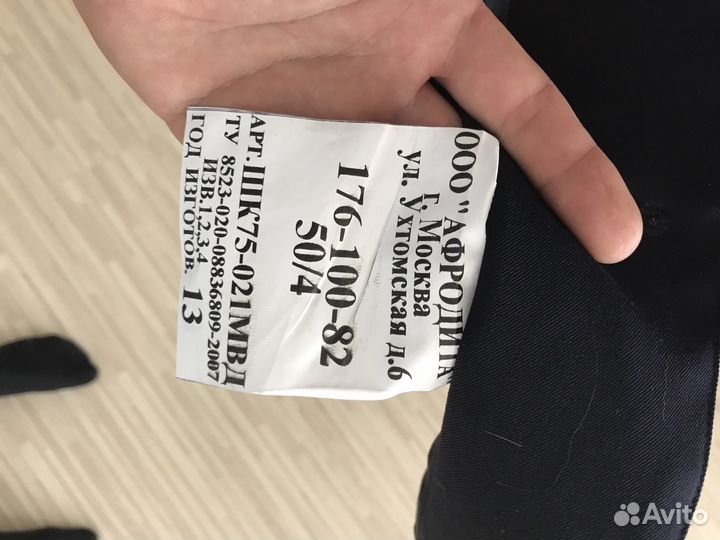 ООО "АФРОДИТА"
Г. Москва
ул. Ухтомская д.6
176-100-82
50/4
АРТ.ШК75-021МВД
ТУ 8523-020-08836809-2007
ИЗВ.1,2,3,4
ГОД ИЗГОТОВ. 13
Avito